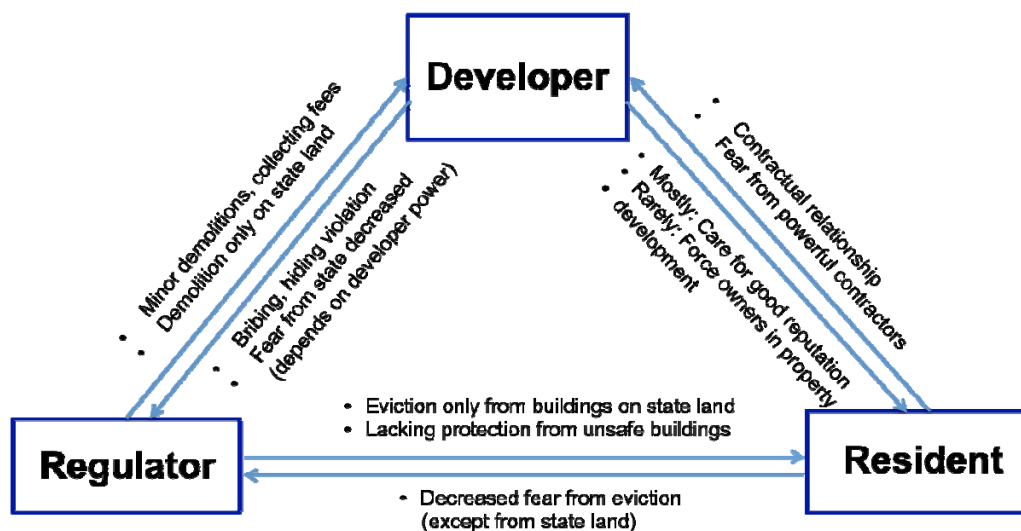 Developer
• Minor demolitions, collecting fees
• Demolition only on state land
• Bribing, hiding violation
• Fear from state decreased
(depends on developer power)
• Contractual relationship
• Fear from powerful contractors
• Mostly: Care for good reputation
• Rarely: Force owners in property
• development
• Eviction only from buildings on state land
• Lacking protection from unsafe buildings
Regulator
Resident
• Decreased fear from eviction
(except from state land)